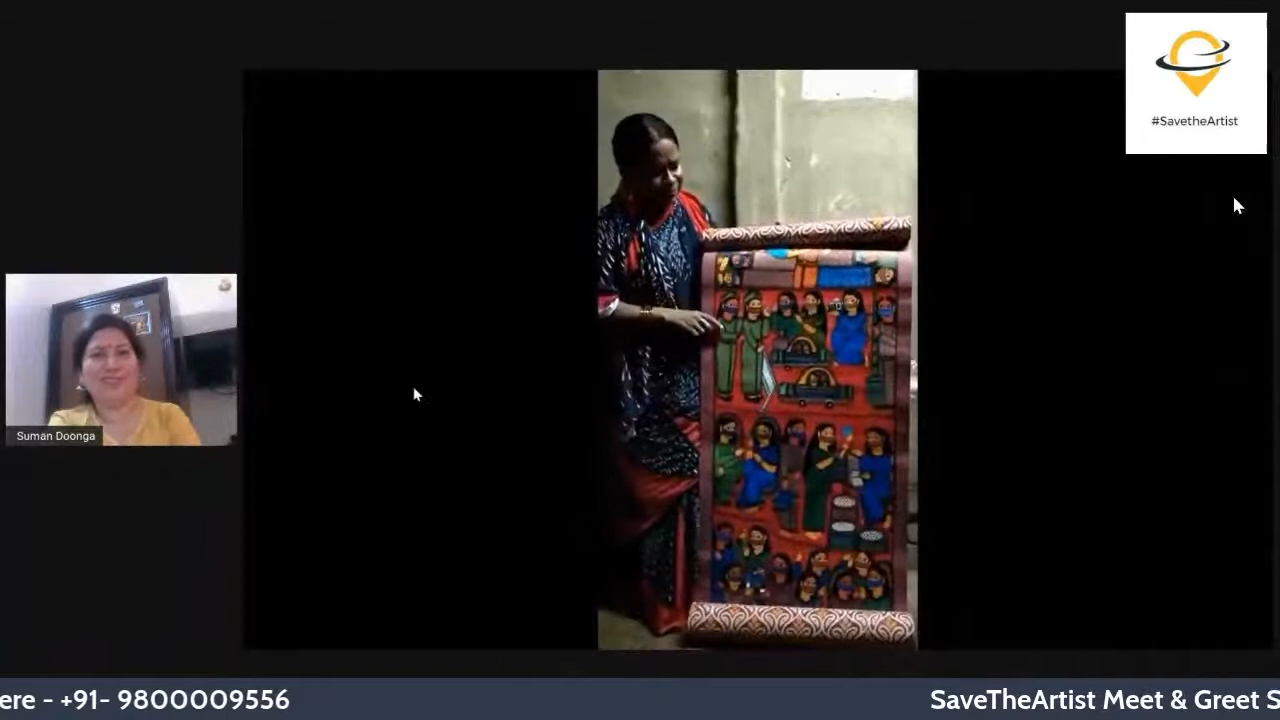 #SavetheArtist
Suman Doonga
ere - +91- 9800009556
SaveTheArtist Meet & Greet S